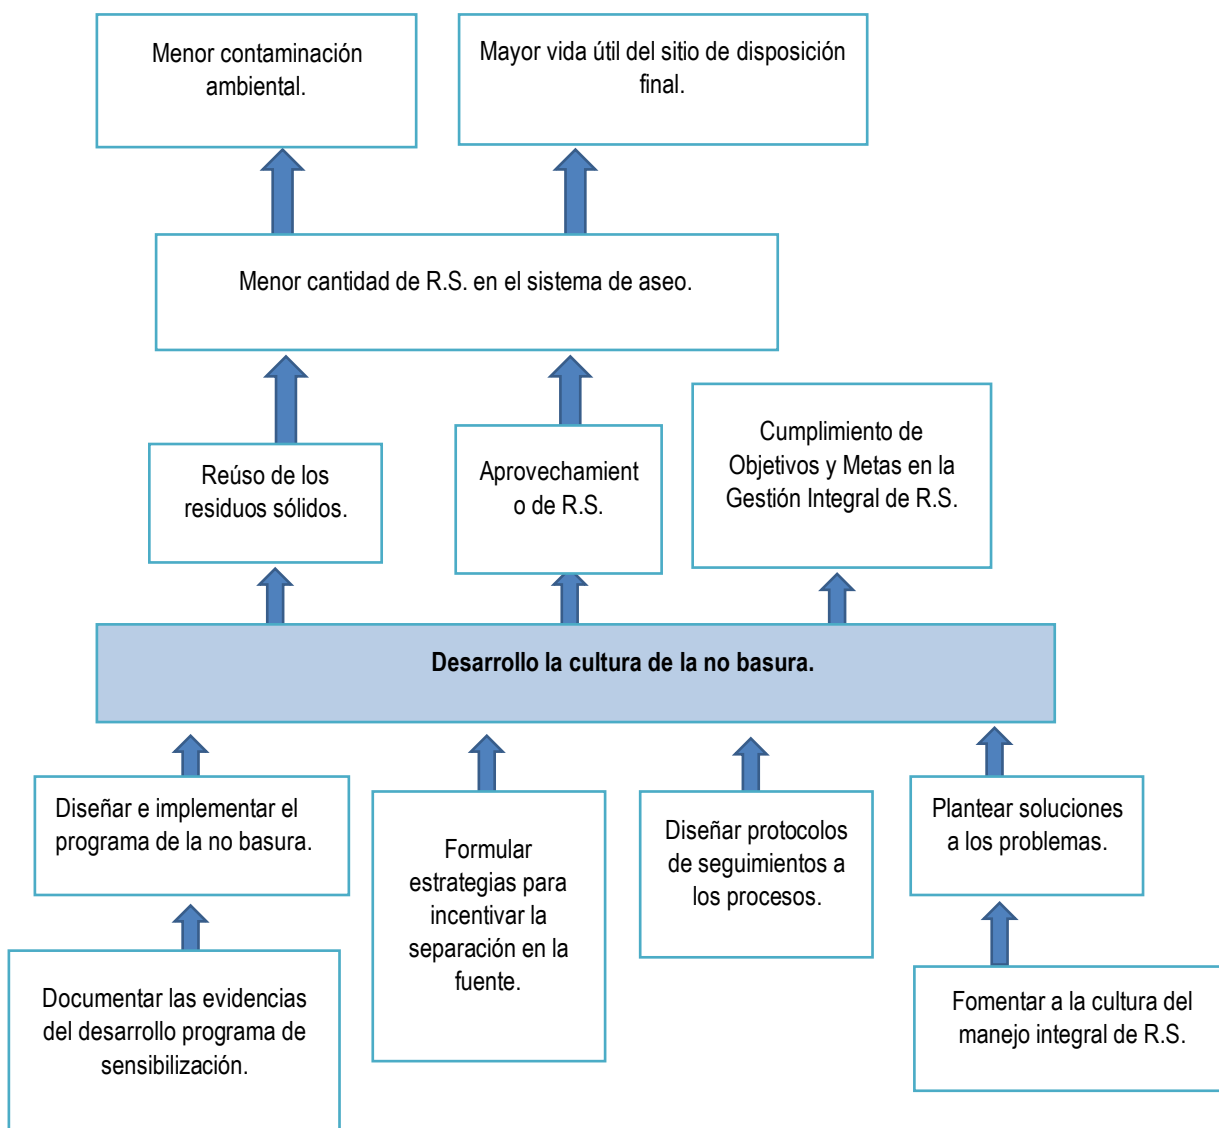 Menor contaminación
ambiental.
Mayor vida útil del sitio de disposición
final.
Menor cantidad de R.S. en el sistema de aseo.
Reúso de los
residuos sólidos.
Aprovechamient
o de R.S.
Cumplimiento de
Objetivos y Metas en la
Gestión Integral de R.S.
Desarrollo la cultura de la no basura.
Diseñar e implementar el
programa de la no basura.
Formular
estrategias para
incentivar la
separación en la
fuente.
Diseñar protocolos
de seguimientos a
los procesos.
Plantear soluciones
a los problemas.
Documentar las evidencias
del desarrollo programa de
sensibilización.
Fomentar a la cultura del
manejo integral de R.S.